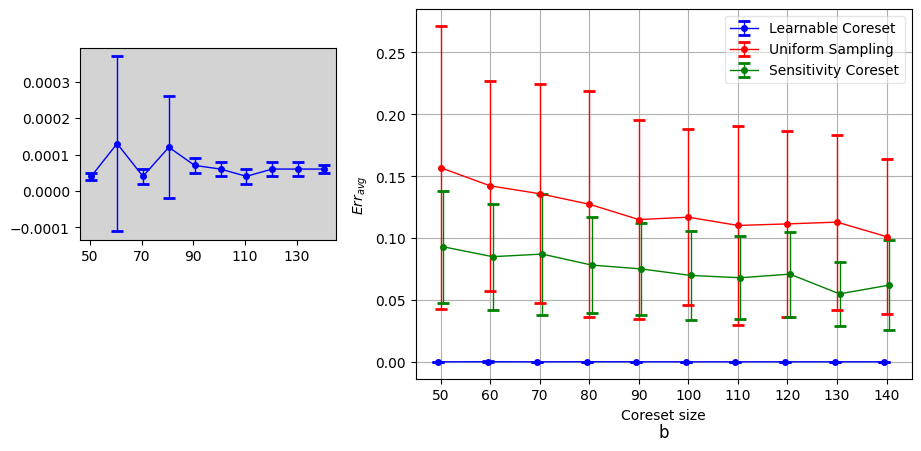 0.0003
0.0002
0.0001
0.0000
−0.0001
50 70 90 110 130
Learnable Coreset
Uniform Sampling
Sensitivity Coreset
0.25
0.20
0.15
0.10
0.05
0.00
Err_avg
50 60 70 80 90 100 110 120 130 140
Coreset size
b